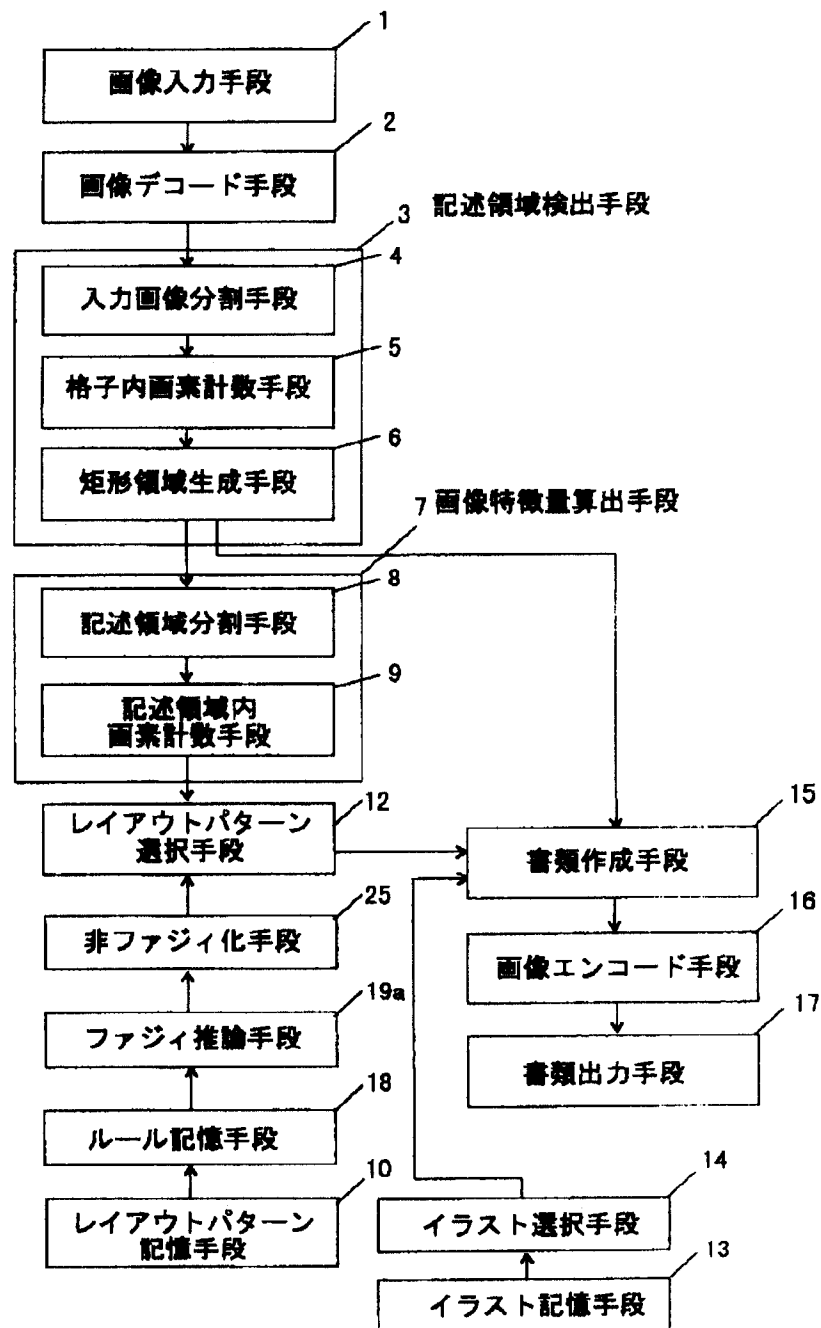 1
画像入力手段
2
画像デコード手段
3 記述領域検出手段
4
入力画像分割手段
5
格子内画素計数手段
6
矩形領域生成手段
7 画像特徴量算出手段
8
記述領域分割手段
9
記述領域内
画素計数手段
12
レイアウトパターン
選択手段
25
非ファジィ化手段
19a
ファジィ推論手段
18
ルール記憶手段
10
レイアウトパターン
記憶手段
15
書類作成手段
16
画像エンコード手段
17
書類出力手段
14
イラスト選択手段
13
イラスト記憶手段